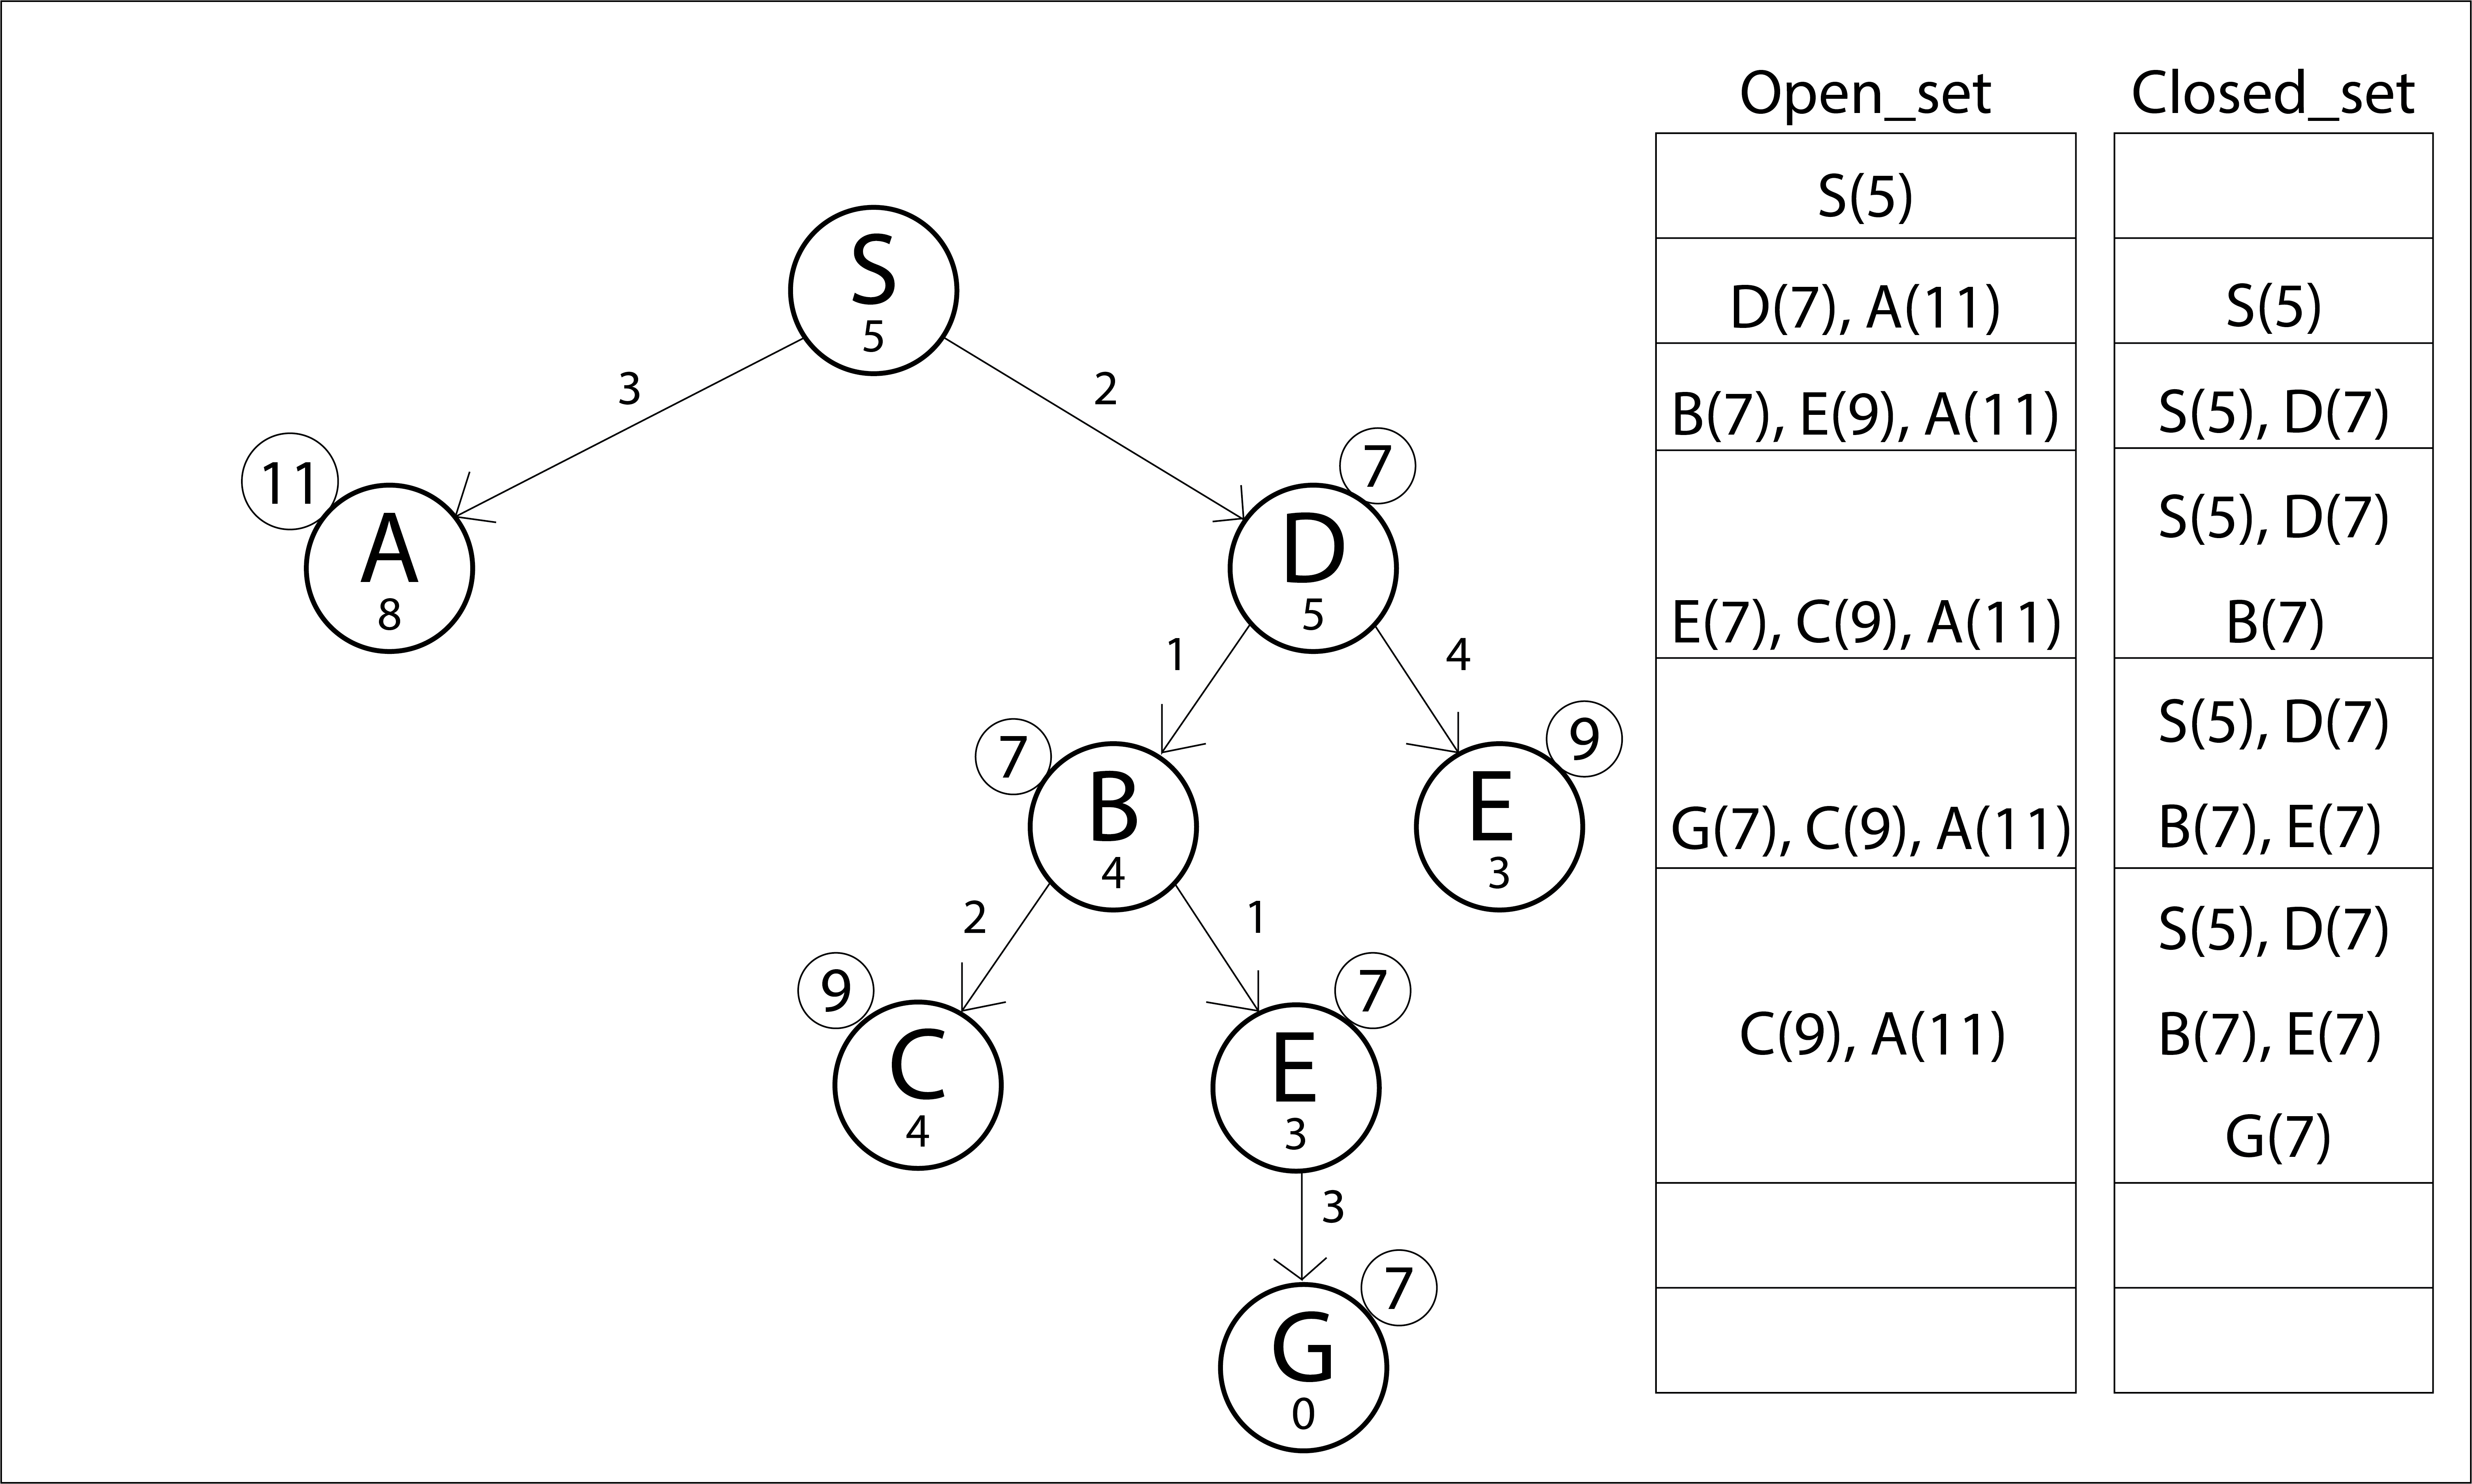 Open_set
Closed_set
S(5)
D(7), A(11)
S(5)
B(7), E(9), A(11)
S(5), D(7)
E(7), C(9), A(11)
S(5), D(7)
B(7)
G(7), C(9), A(11)
S(5), D(7)
B(7), E(7)
C(9), A(11)
S(5), D(7)
B(7), E(7)
G(7)
S
5
3
2
11
A
8
7
D
5
1
4
7
B
4
9
E
3
2
1
9
C
4
7
E
3
3
7
G
0